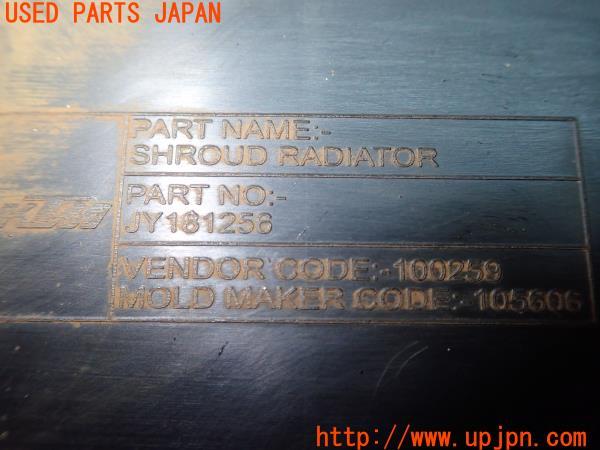 USED PARTS JAPAN
PART NAME:-
SHROUD RADIATOR
PART NO:-
JY181256
VENDOR CODE:-100259
MOLD MAKER CODE:-105606
http://www.upjpn.com/